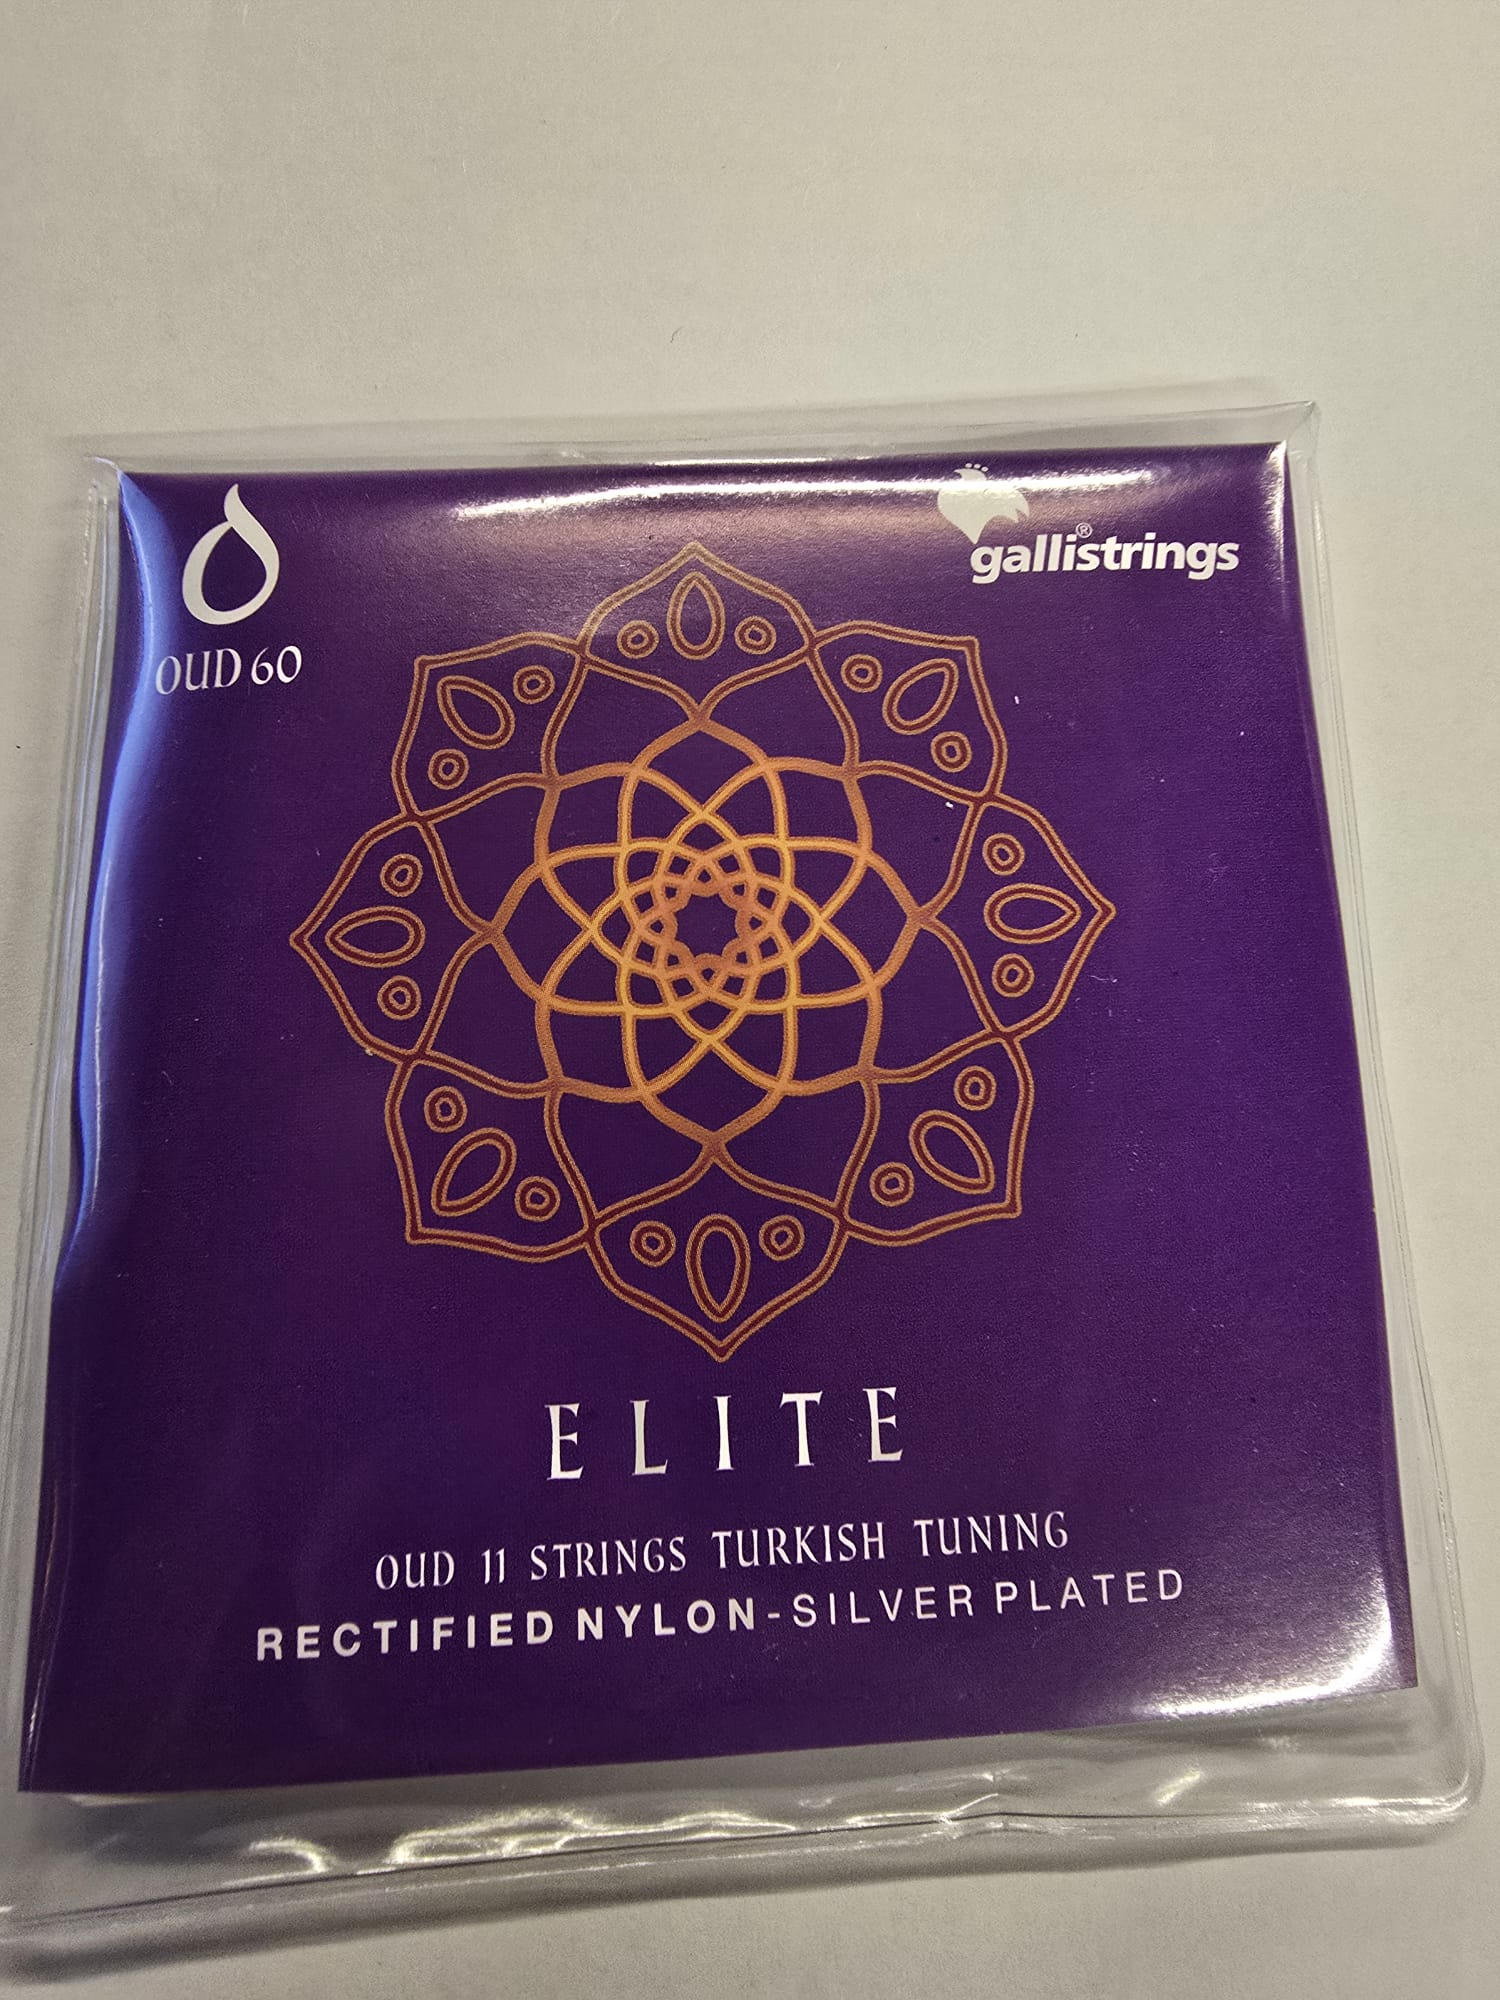 OUD 60
gallistrings®
ELITE
OUD 11 STRINGS TURKISH TUNING
RECTIFIED NYLON-SILVER PLATED